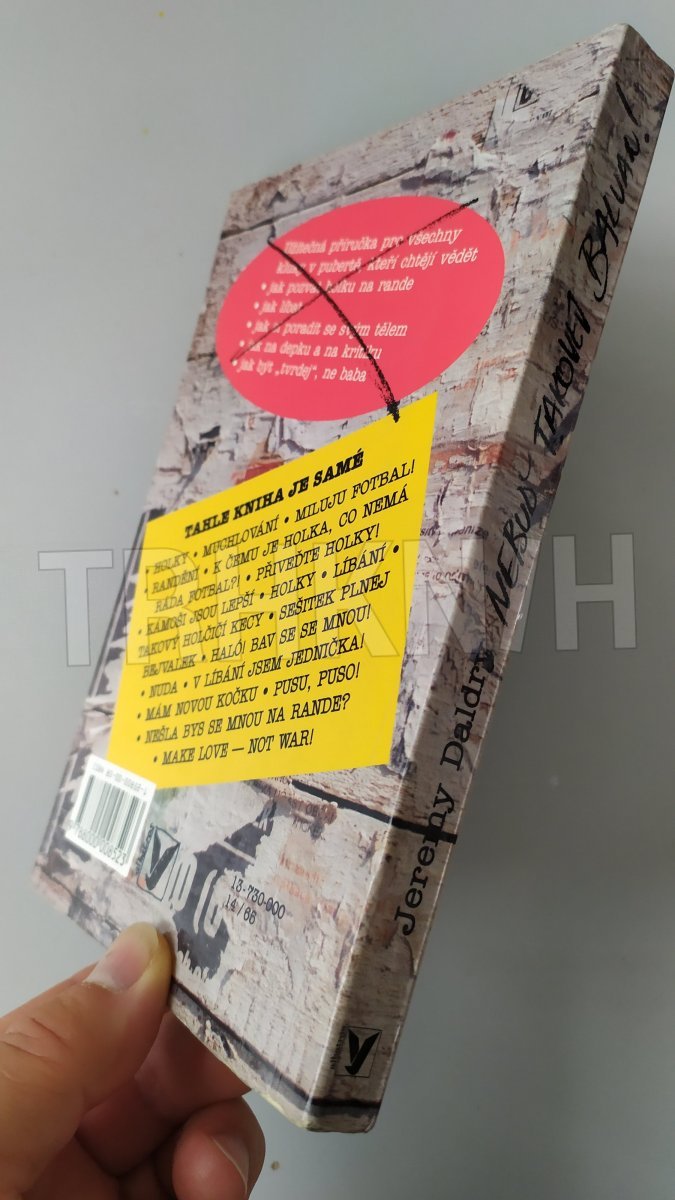 Užitečná příručka pro všechny
kluky v pubertě, kteří chtějí vědět
• jak pozvat holku na rande
• jak líbat
• jak si poradit se svým tělem
• jak na depku a na kritiku
• jak být „tvrdej“, ne baba
TAHLE KNIHA JE SAMÉ
• HOLKY • MUCHLOVÁNÍ • MILUJU FOTBAL!
• RANDĚNÍ • K ČEMU JE HOLKA, CO NEMÁ
RÁDA FOTBAL?! • PŘIVEĎTE HOLKY!
• KÁMOŠI JSOU LEPŠÍ • HOLKY • LÍBÁNÍ •
TAKOVÝ HOLČIČÍ KECY • SEŠITEK PLNEJ
BEJVALEK • HALÓ! BAV SE SE MNOU!
• NUDA • V LÍBÁNÍ JSEM JEDNIČKA!
• MÁM NOVOU KOČKU • PUSU, PUSO!
• NEŠLA BYS SE MNOU NA RANDE?
• MAKE LOVE — NOT WAR!
13-730-000
14/66
Jeremy Daldry NEBUĎ TAKOVEJ BALVAN!
TRHKNIH